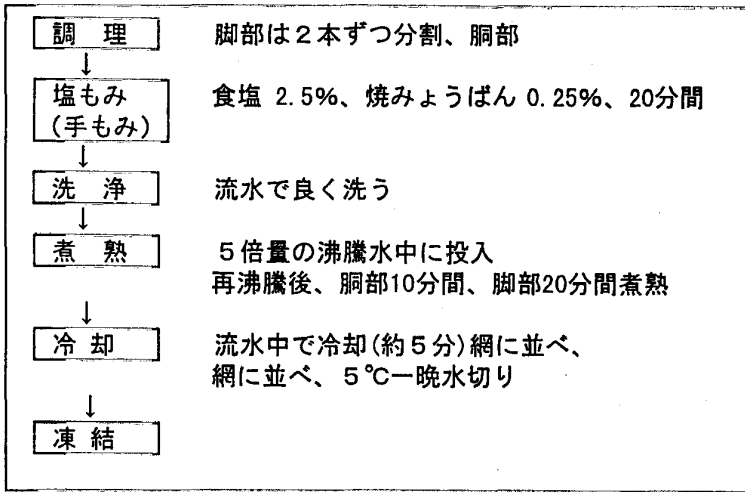 調 理 脚部は2本ずつ分割、胴部
↓
塩もみ 食塩 2.5%、焼みょうばん 0.25%、20分間
(手もみ)
↓
洗 浄 流水で良く洗う
↓
煮 熟 5倍量の沸騰水中に投入
再沸騰後、胴部10分間、脚部20分間煮熟
↓
冷 却 流水中で冷却(約5分)網に並べ、
網に並べ、5℃一晩水切り
↓
凍 結